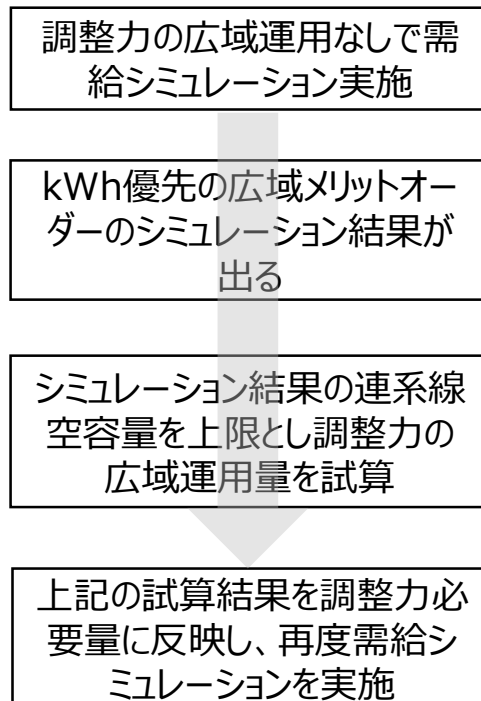 調整力の広域運用なしで需
給シミュレーション実施
kWh優先の広域メリットオー
ダーのシミュレーション結果が
出る
シミュレーション結果の連系線
空容量を上限とし調整力の
広域運用量を試算
上記の試算結果を調整力必
要量に反映し、再度需給シ
ミュレーションを実施